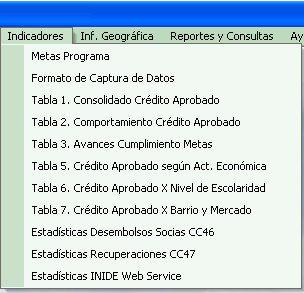 Indicadores Inf. Geográfica Reportes y Consultas Ay
Metas Programa
Formato de Captura de Datos
Tabla 1. Consolidado Crédito Aprobado
Tabla 2. Comportamiento Crédito Aprobado
Tabla 3. Avances Cumplimiento Metas
Tabla 5. Crédito Aprobado según Act. Económica
Tabla 6. Crédito Aprobado X Nivel de Escolaridad
Tabla 7. Crédito Aprobado X Barrio y Mercado
Estadísticas Desembolsos Socias CC46
Estadísticas Recuperaciones CC47
Estadísticas INIDE Web Service